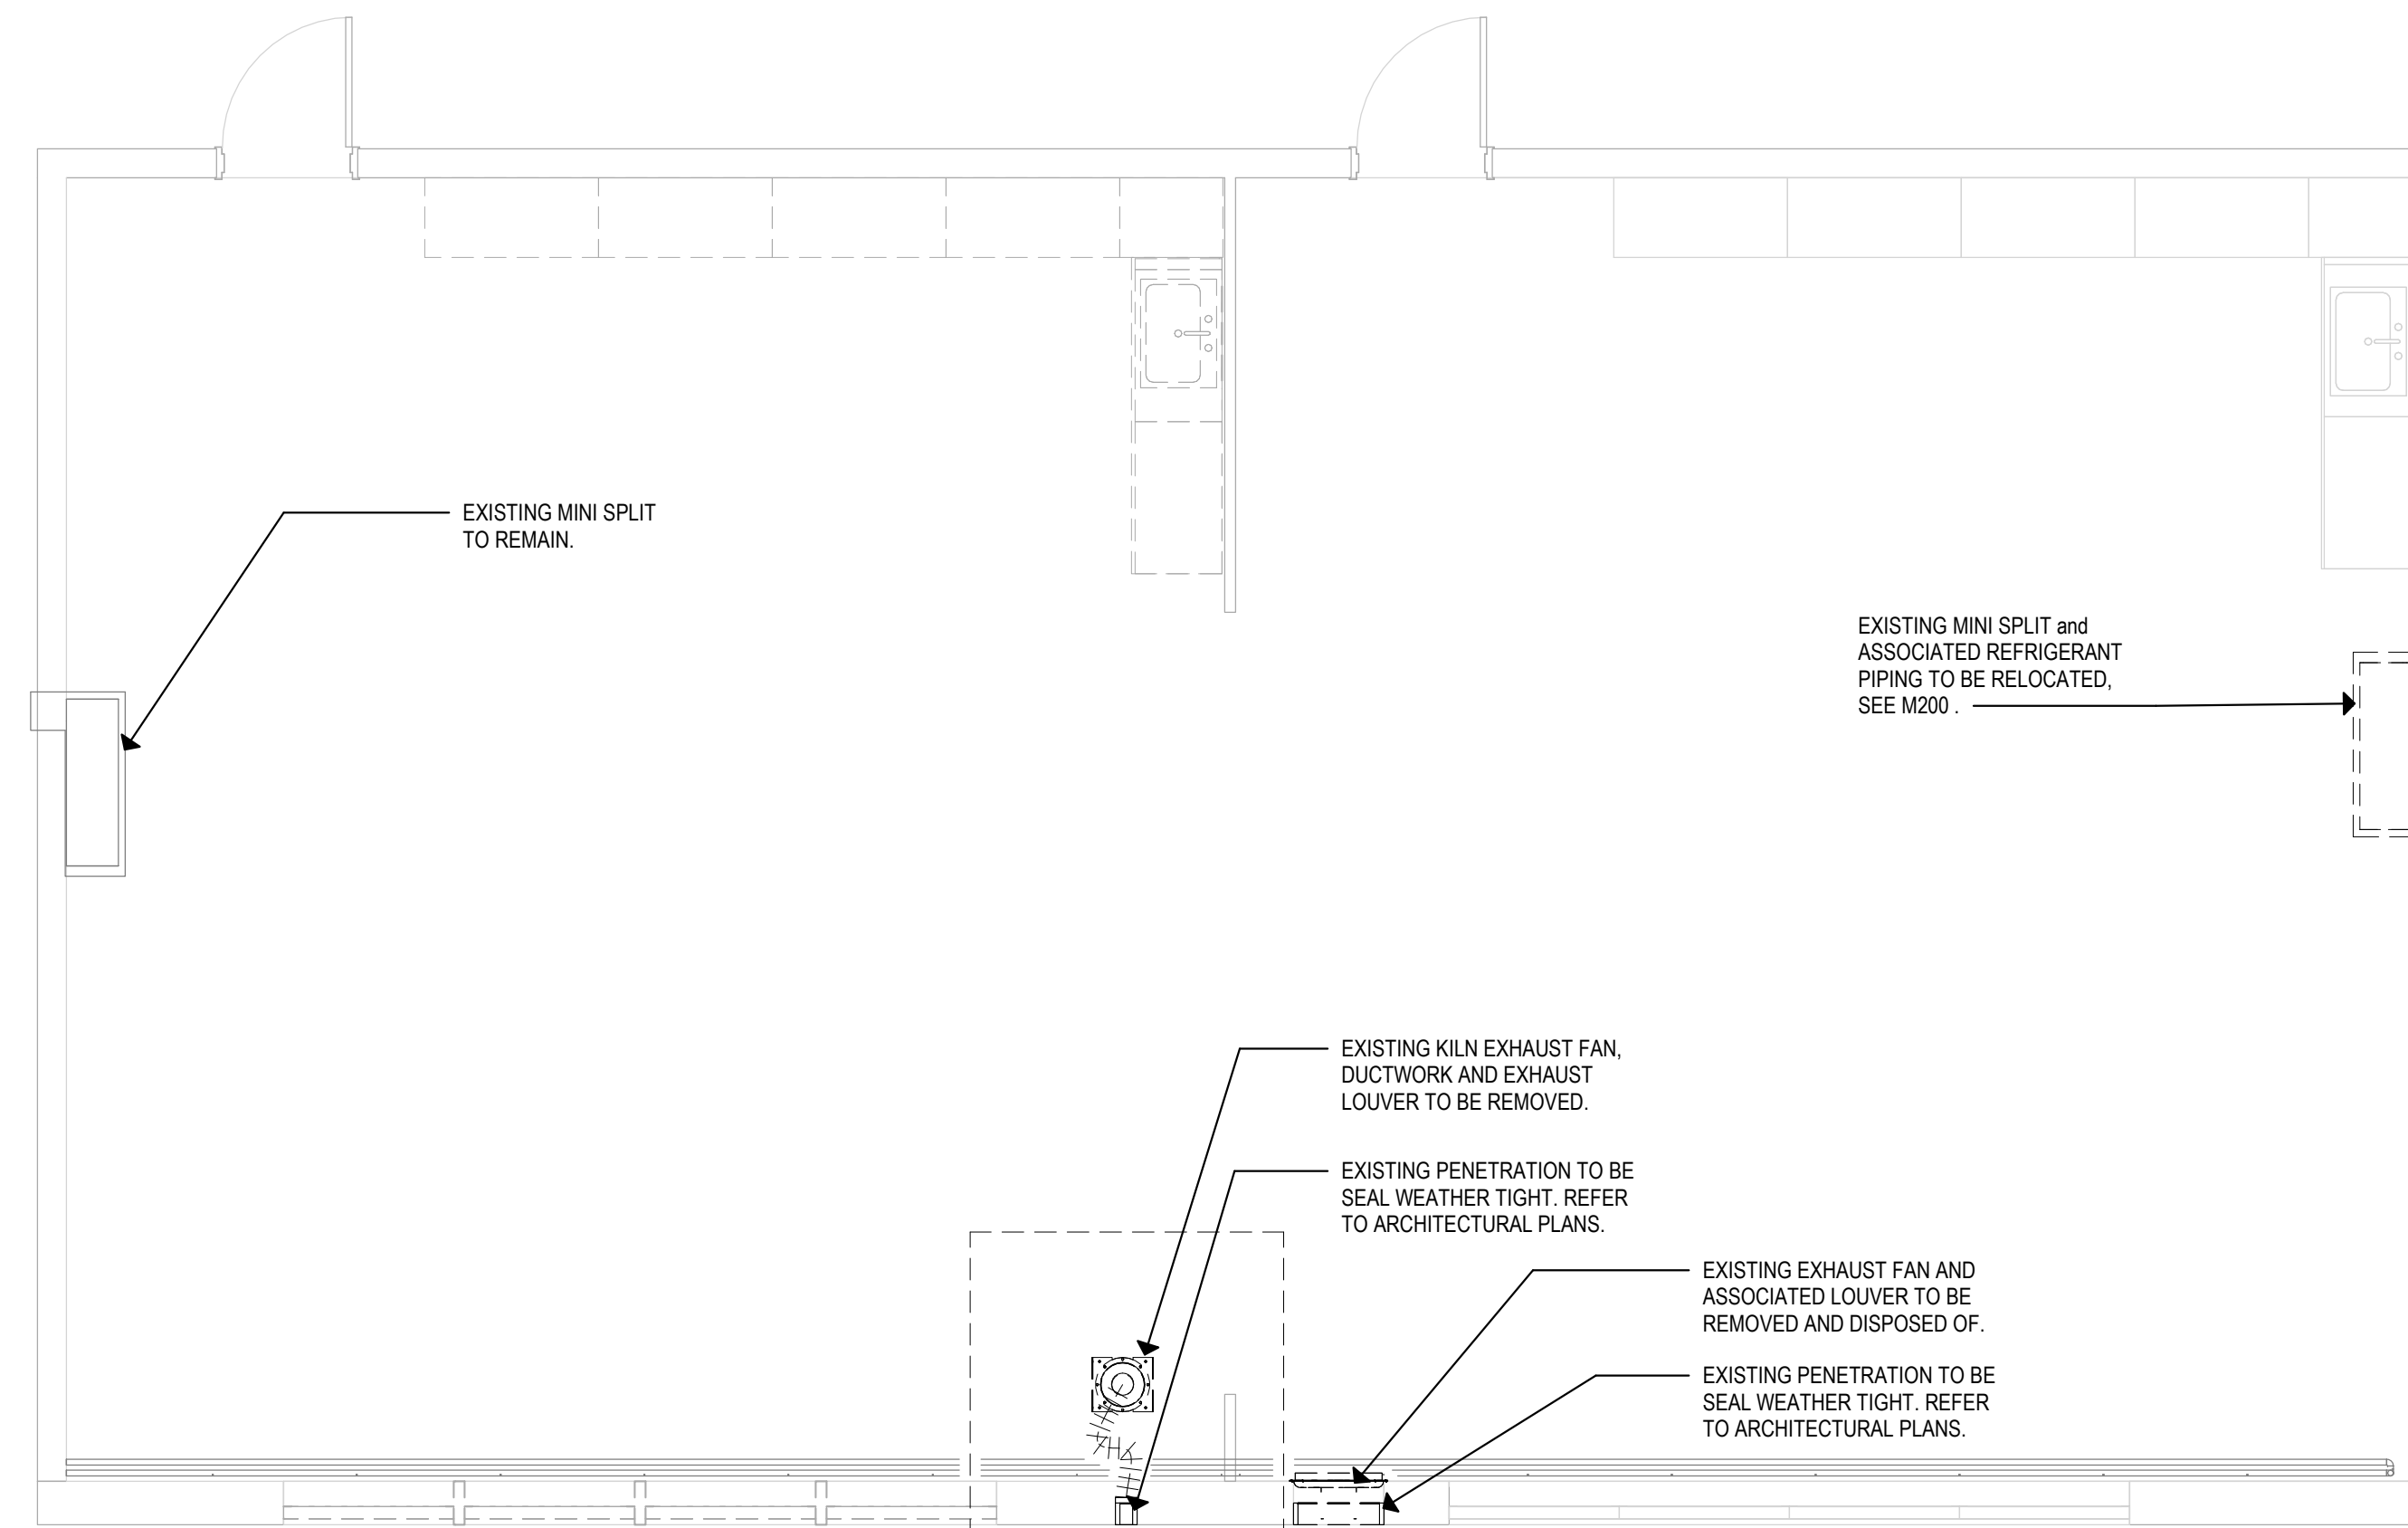 EXISTING MINI SPLIT
TO REMAIN.
EXISTING MINI SPLIT and
ASSOCIATED REFRIGERANT
PIPING TO BE RELOCATED,
SEE M200 .
EXISTING KILN EXHAUST FAN,
DUCTWORK AND EXHAUST
LOUVER TO BE REMOVED.
EXISTING PENETRATION TO BE
SEAL WEATHER TIGHT. REFER
TO ARCHITECTURAL PLANS.
EXISTING EXHAUST FAN AND
ASSOCIATED LOUVER TO BE
REMOVED AND DISPOSED OF.
EXISTING PENETRATION TO BE
SEAL WEATHER TIGHT. REFER
TO ARCHITECTURAL PLANS.